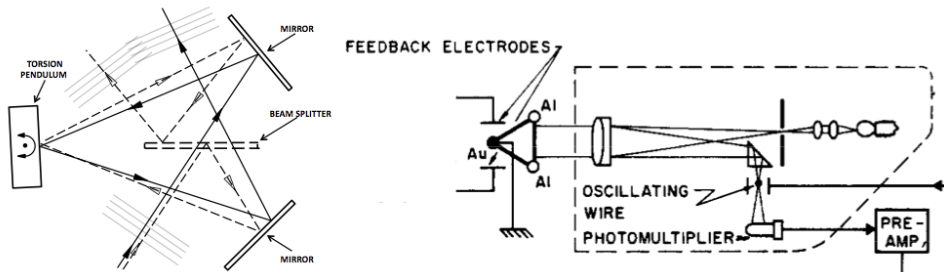 MIRROR
TORSION
PENDULUM
BEAM SPLITTER
MIRROR
FEEDBACK ELECTRODES
Al
Au
Al
OSCILLATING
WIRE
PHOTOMULTIPLIER
PRE-
AMP